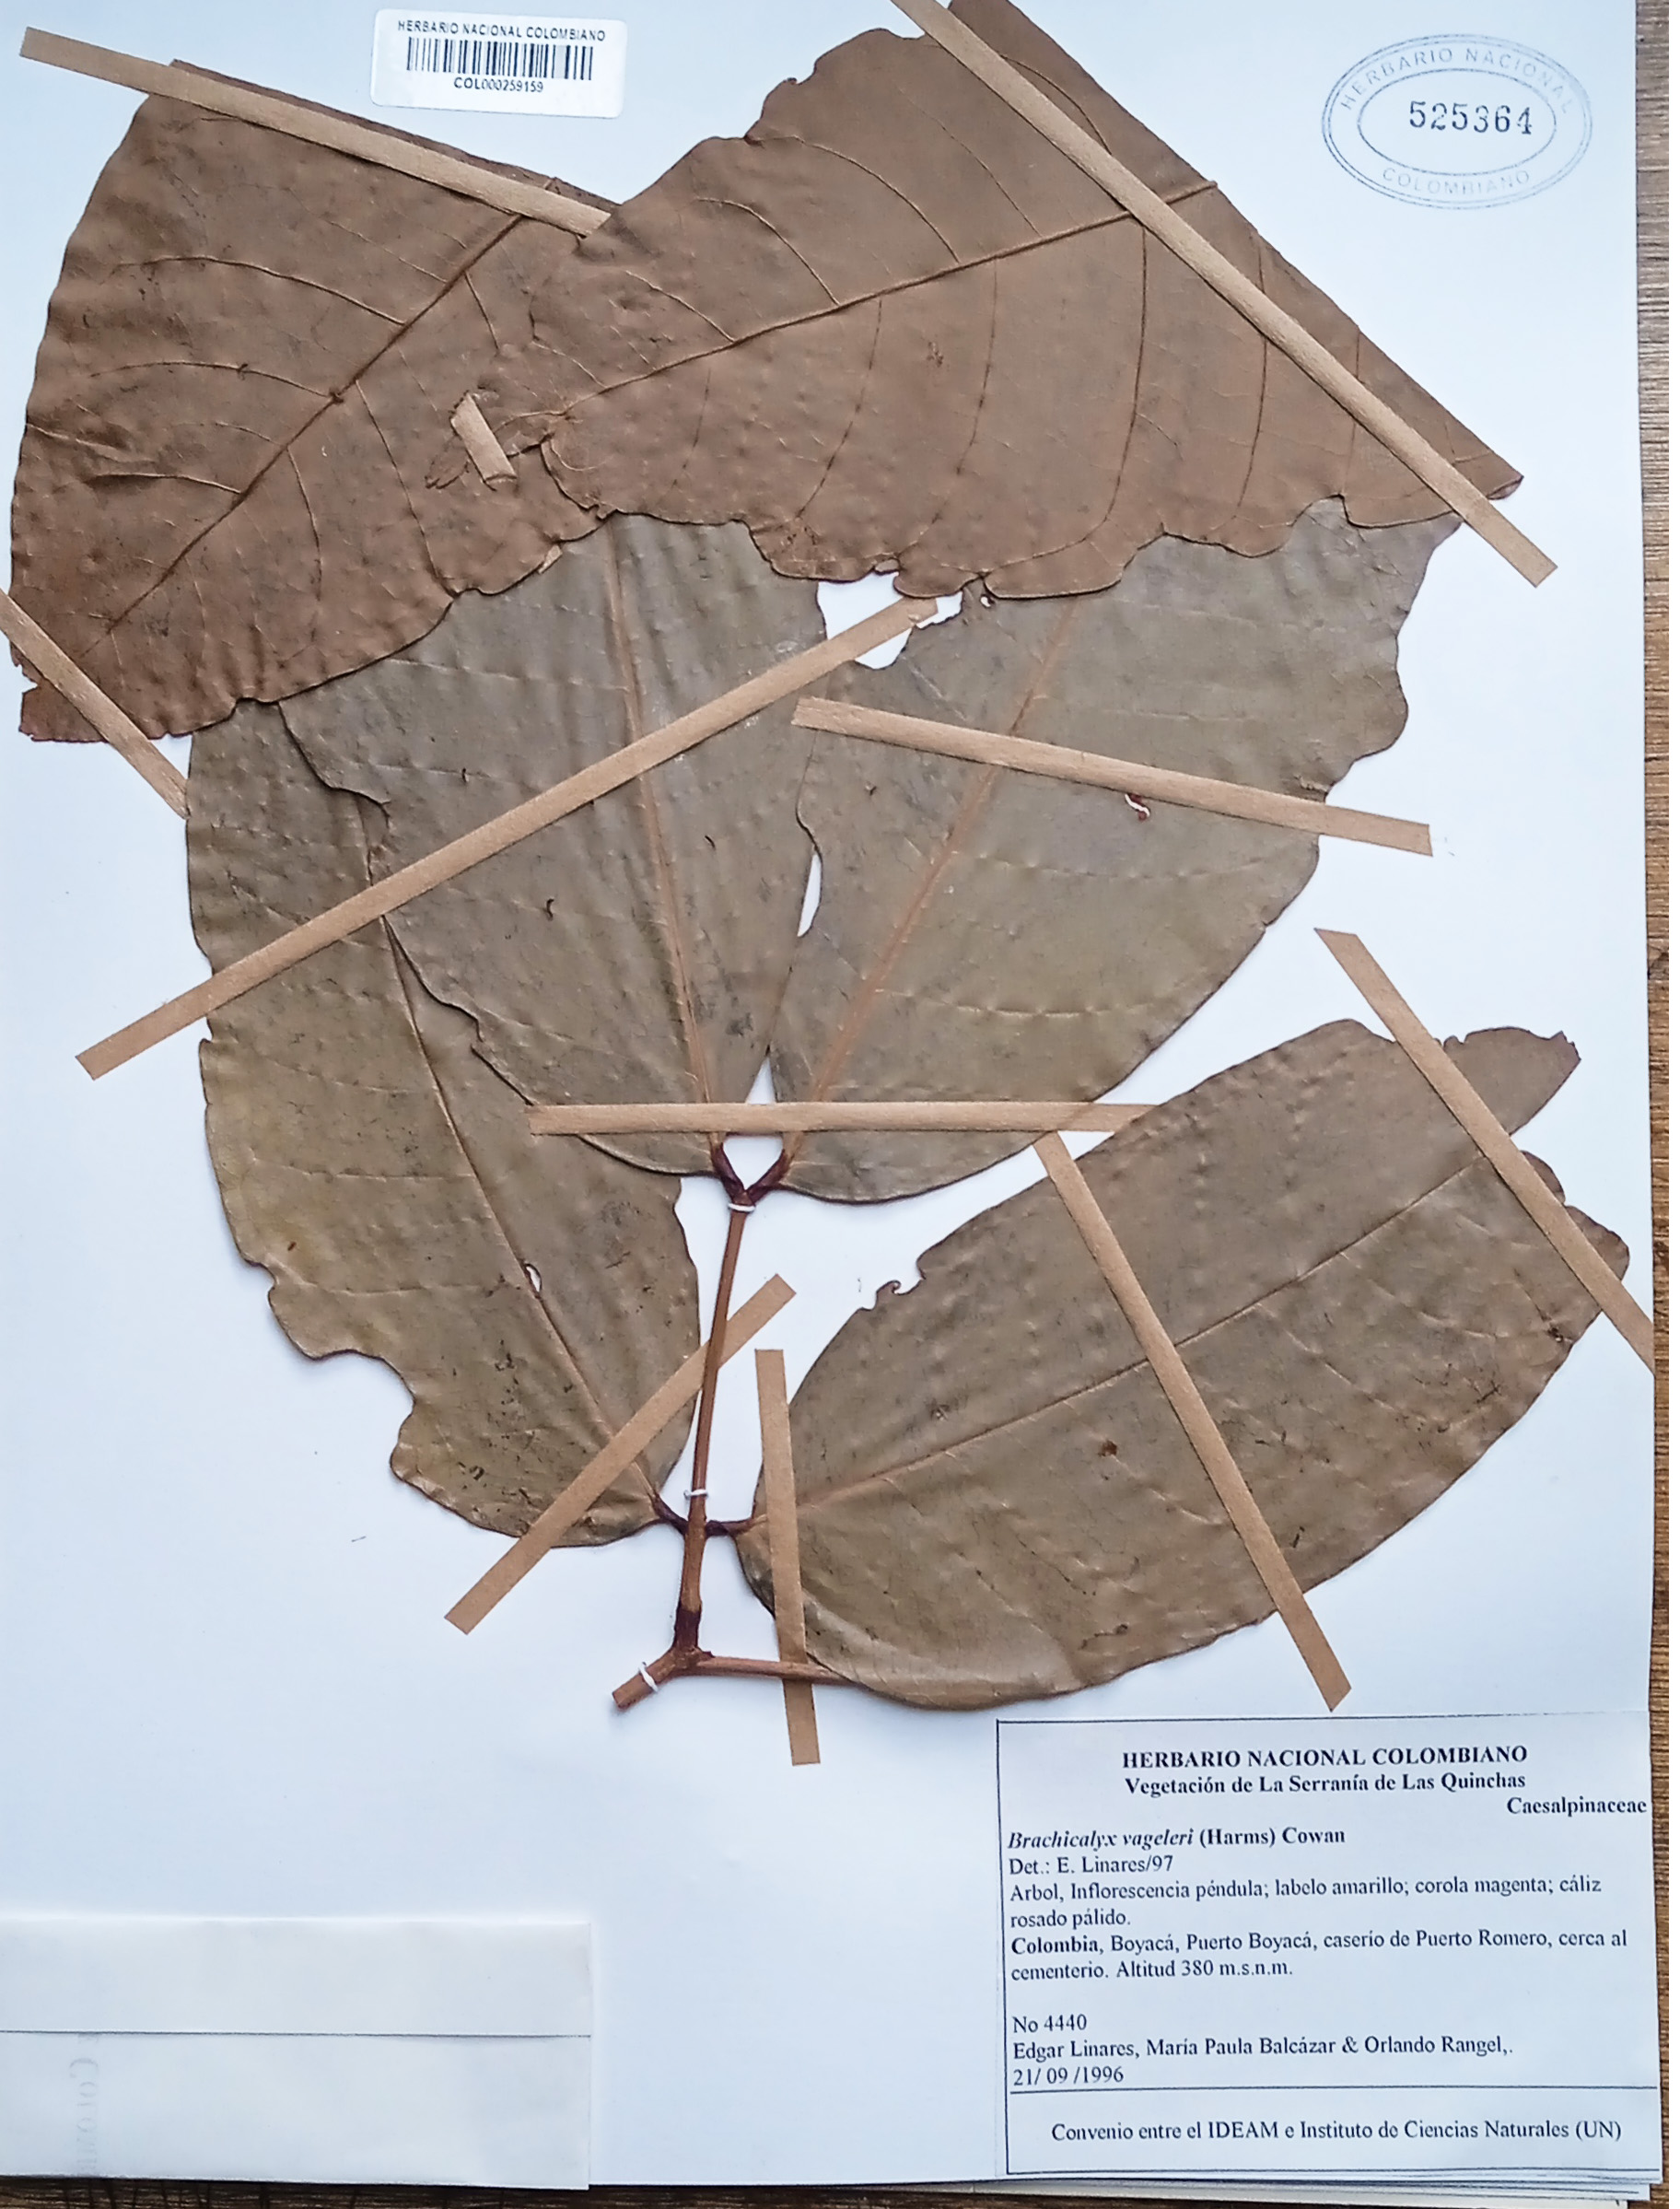 HERBARIO NACIONAL COLOMBIANO
COL000259159
HERBARIO NACIONAL
525364
COLOMBIANO
HERBARIO NACIONAL COLOMBIANO
Vegetación de La Serranía de Las Quinchas
Caesalpinaceae
Brachicalyx vageleri (Harms) Cowan
Det.: E. Linares/97
Arbol, Inflorescencia péndula; labelo amarillo; corola magenta; cáliz
rosado pálido.
Colombia, Boyacá, Puerto Boyacá, caserío de Puerto Romero, cerca al
cementerio. Altitud 380 m.s.n.m.
No 4440
Edgar Linares, María Paula Balcázar & Orlando Rangel,.
21/ 09 /1996
Convenio entre el IDEAM e Instituto de Ciencias Naturales (UN)